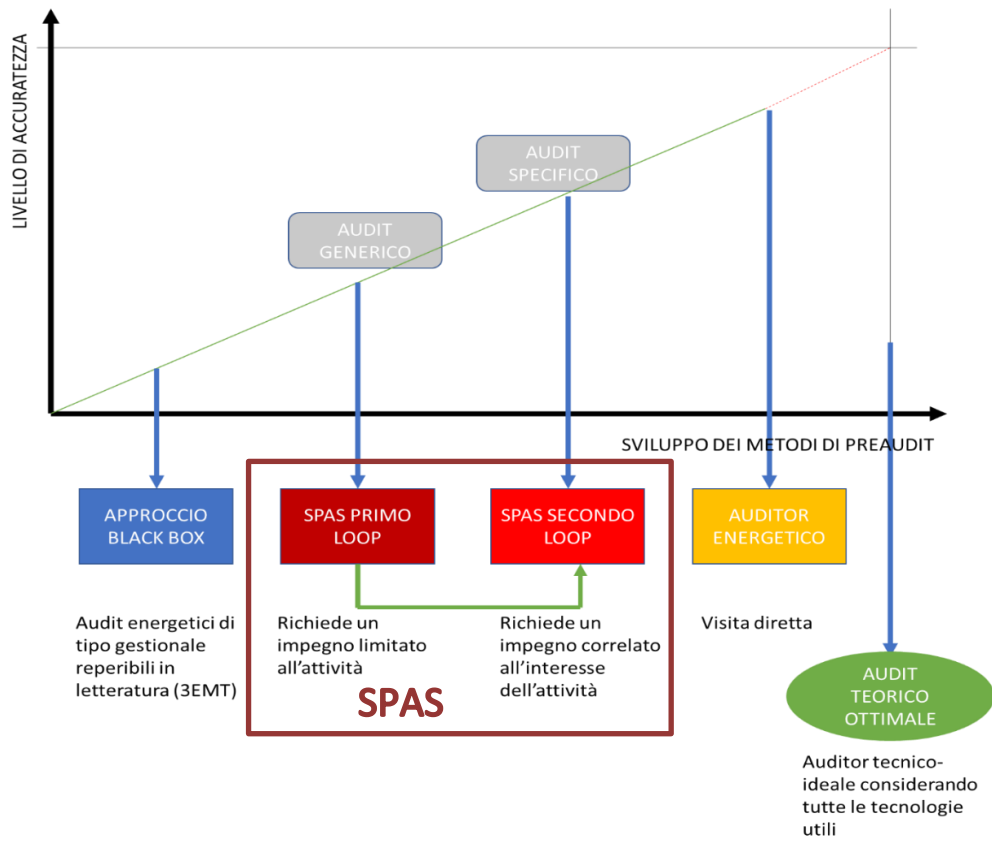 LIVELLO DI ACCURATEZZA
AUDIT
SPECIFICO
AUDIT
GENERICO
SVILUPPO DEI METODI DI PREAUDIT
APPROCCIO
BLACK BOX
SPAS PRIMO
LOOP
SPAS SECONDO
LOOP
AUDITOR
ENERGETICO
Audit energetici di
tipo gestionale
reperibili in
letteratura (3EMT)
Richiede un
impegno limitato
all'attività
Richiede un
impegno correlato
all'interesse
dell'attività
Visita diretta
SPAS
AUDIT
TEORICO
OTTIMALE
Auditor tecnico-
ideale considerando
tutte le tecnologie
utili